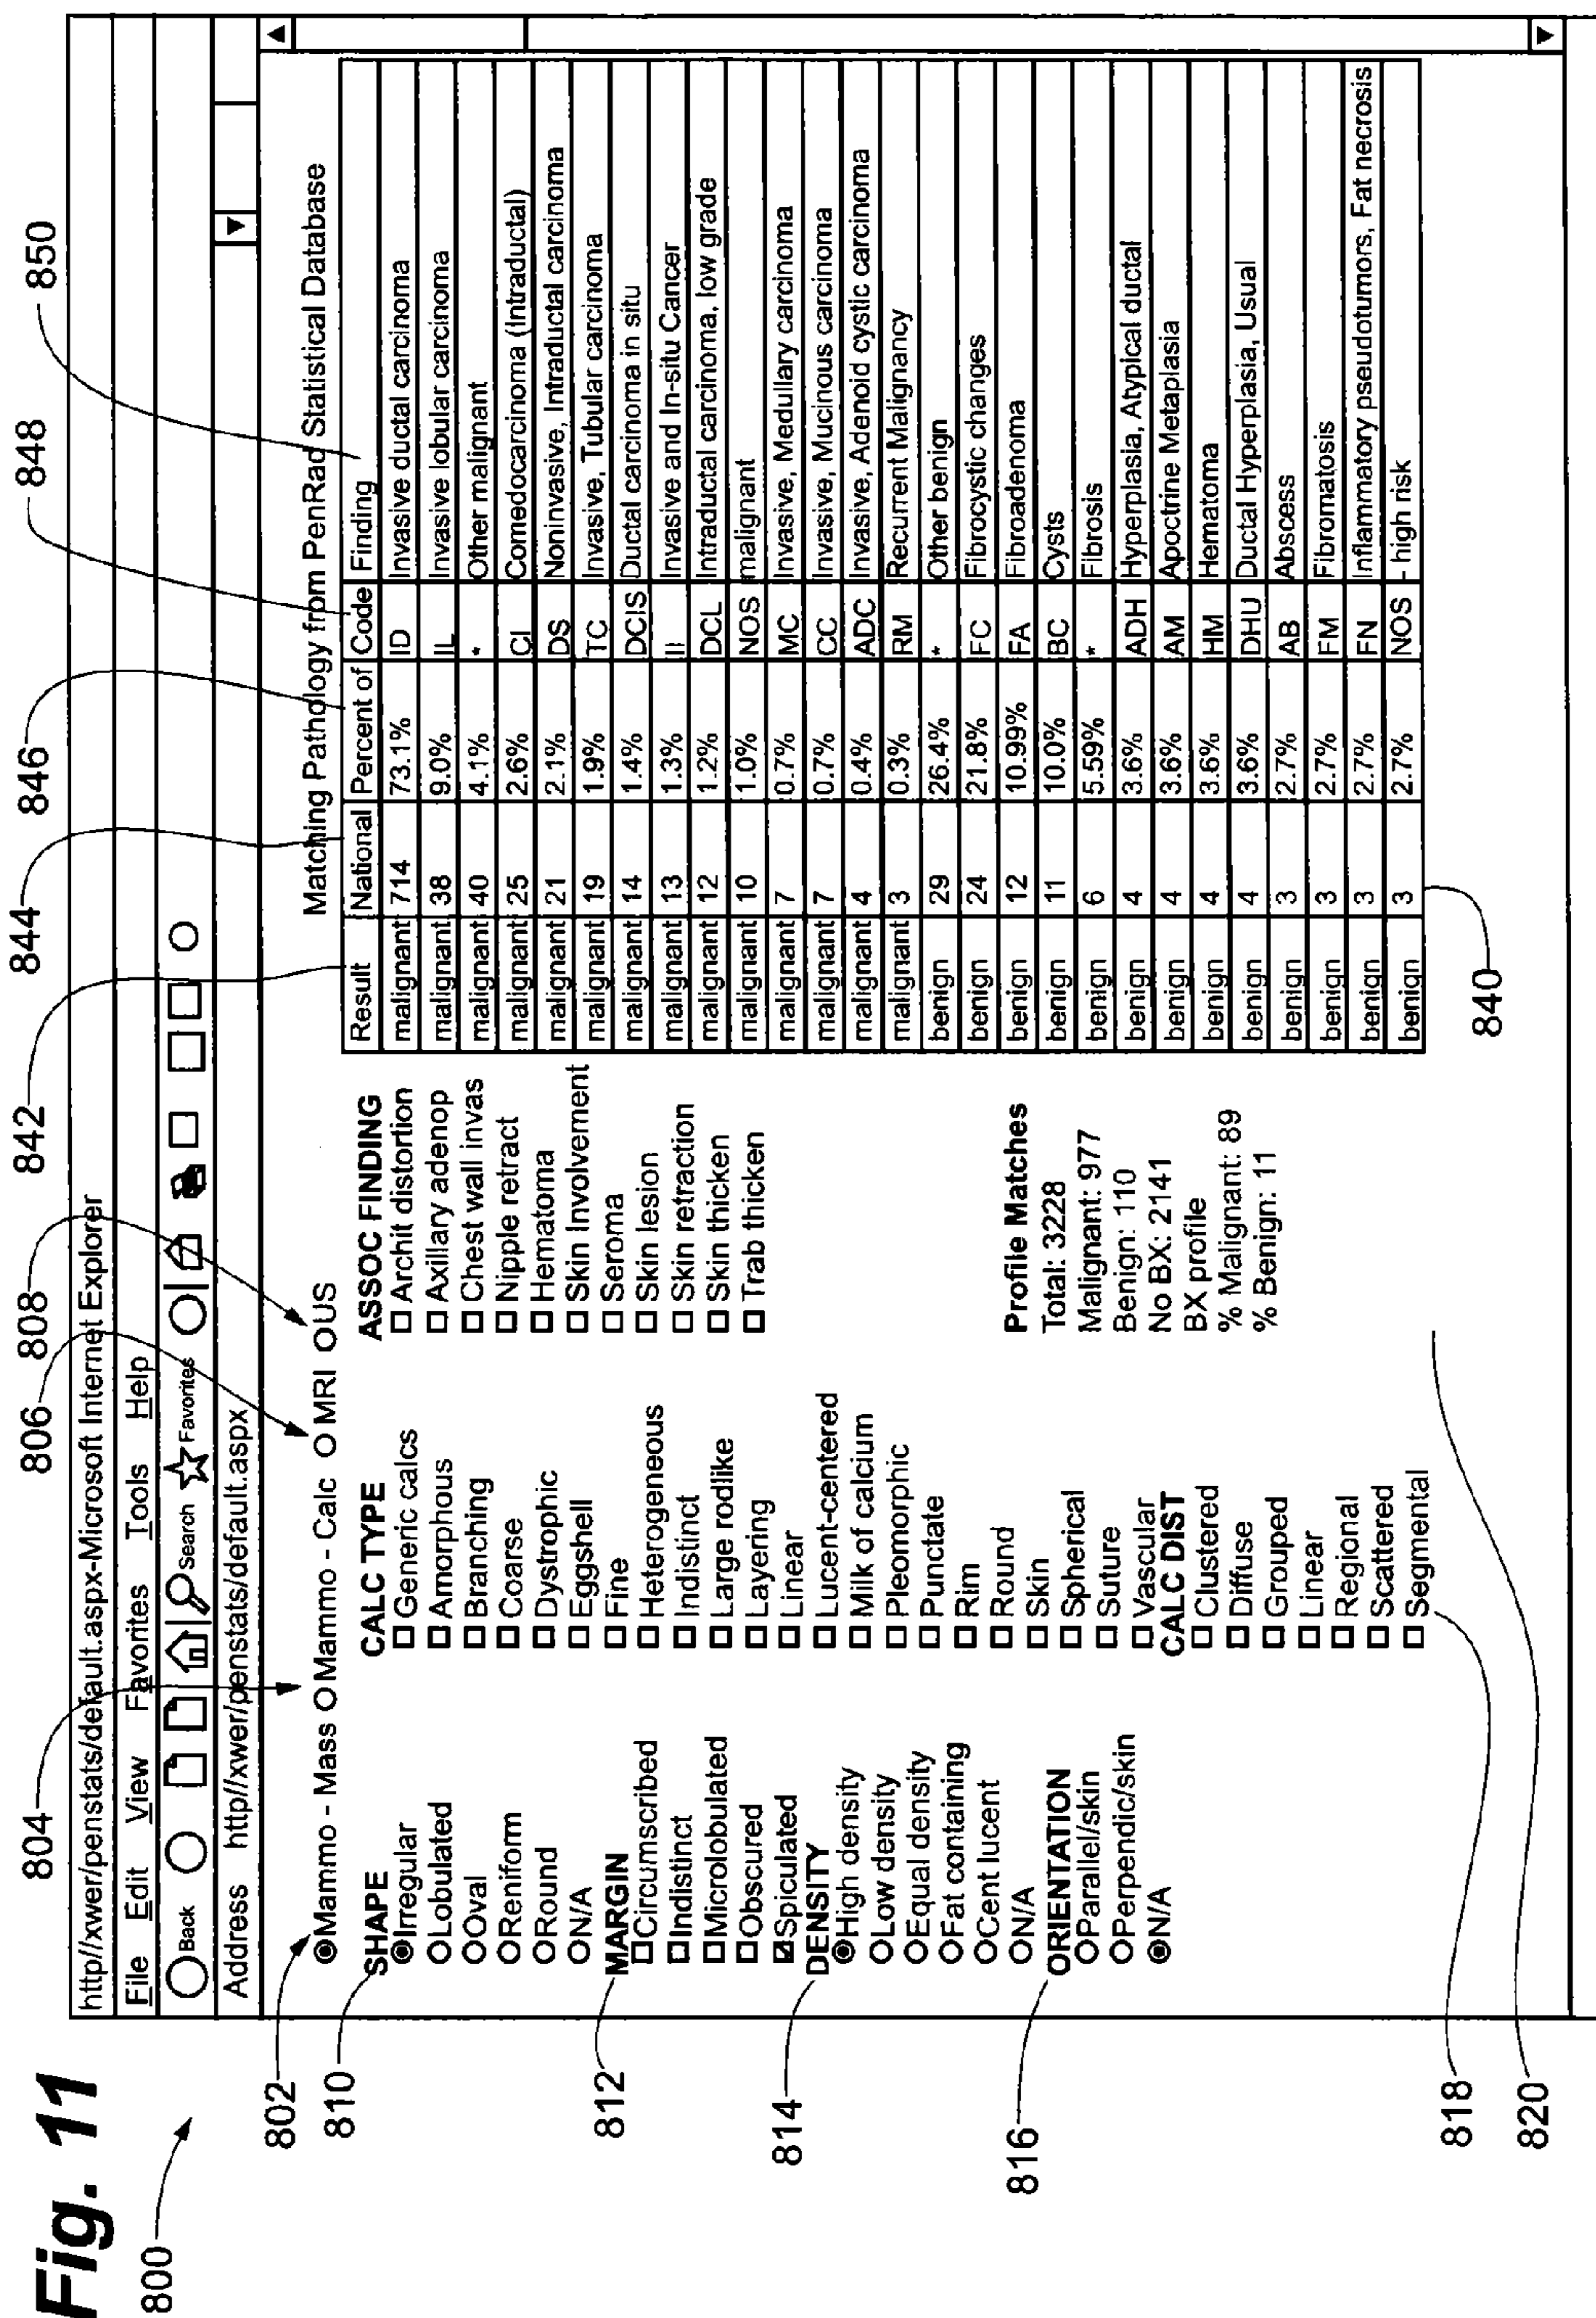 Fig. 11
800
804
806
808
842
844
846
848
850
http//xwer/penstats/default.aspx-Microsoft Internet Explorer
File Edit View Favorites Tools Help
Back Search Favorites
Address http//xwer/penstats/default.aspx
802
Mammo - Mass Mammo - Calc MRI US
810
SHAPE
Irregular
Lobulated
Oval
Reniform
Round
N/A
812
MARGIN
Circumscribed
Indistinct
Microlobulated
Obscured
Spiculated
814
DENSITY
High density
Low density
Equal density
Fat containing
Cent lucent
N/A
816
ORIENTATION
Parallel/skin
Perpendic/skin
N/A
CALC TYPE
Generic calcs
Amorphous
Branching
Coarse
Dystrophic
Eggshell
Fine
Heterogeneous
Indistinct
Large rodlike
Layering
Linear
Lucent-centered
Milk of calcium
Pleomorphic
Punctate
Rim
Round
Skin
Spherical
Suture
Vascular
CALC DIST
Clustered
Diffuse
Grouped
Linear
Regional
Scattered
Segmental
818
820
ASSOC FINDING
Archit distortion
Axillary adenop
Chest wall invas
Nipple retract
Hematoma
Skin Involvement
Seroma
Skin lesion
Skin retraction
Skin thicken
Trab thicken
Profile Matches
Total: 3228
Malignant: 977
Benign: 110
No BX: 2141
BX profile
% Malignant: 89
% Benign: 11
Matching Pathology from PenRad Statistical Database
Result National Percent of Code Finding
malignant 714 73.1% ID Invasive ductal carcinoma
malignant 38 9.0% IL Invasive lobular carcinoma
malignant 40 4.1% * Other malignant
malignant 25 2.6% CI Comedocarcinoma (Intraductal)
malignant 21 2.1% DS Noninvasive, Intraductal carcinoma
malignant 19 1.9% TC Invasive, Tubular carcinoma
malignant 14 1.4% DCIS Ductal carcinoma in situ
malignant 13 1.3% II Invasive and In-situ Cancer
malignant 12 1.2% DCL Intraductal carcinoma, low grade
malignant 10 1.0% NOS malignant
malignant 7 0.7% MC Invasive, Medullary carcinoma
malignant 7 0.7% CC Invasive, Mucinous carcinoma
malignant 4 0.4% ADC Invasive, Adenoid cystic carcinoma
malignant 3 0.3% RM Recurrent Malignancy
benign 29 26.4% * Other benign
benign 24 21.8% FC Fibrocystic changes
benign 12 10.99% FA Fibroadenoma
benign 11 10.0% BC Cysts
benign 6 5.59% * Fibrosis
benign 4 3.6% ADH Hyperplasia, Atypical ductal
benign 4 3.6% AM Apoctrine Metaplasia
benign 4 3.6% HM Hematoma
benign 4 3.6% DHU Ductal Hyperplasia, Usual
benign 3 2.7% AB Abscess
benign 3 2.7% FM Fibromatosis
benign 3 2.7% FN Inflammatory pseudotumors, Fat necrosis
benign 3 2.7% NOS - high risk
840